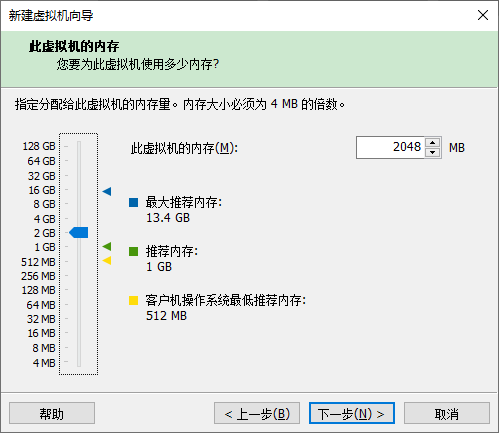 新建虚拟机向导
此虚拟机的内存
您要为此虚拟机使用多少内存?
指定分配给此虚拟机的内存量。内存大小必须为 4 MB 的倍数。
此虚拟机的内存(M): 2048 MB
128 GB
64 GB
32 GB
16 GB
8 GB
4 GB
2 GB
1 GB
512 MB
256 MB
128 MB
64 MB
32 MB
16 MB
8 MB
4 MB
最大推荐内存:
13.4 GB
推荐内存:
1 GB
客户机操作系统最低推荐内存:
512 MB
帮助 < 上一步(B) 下一步(N) > 取消